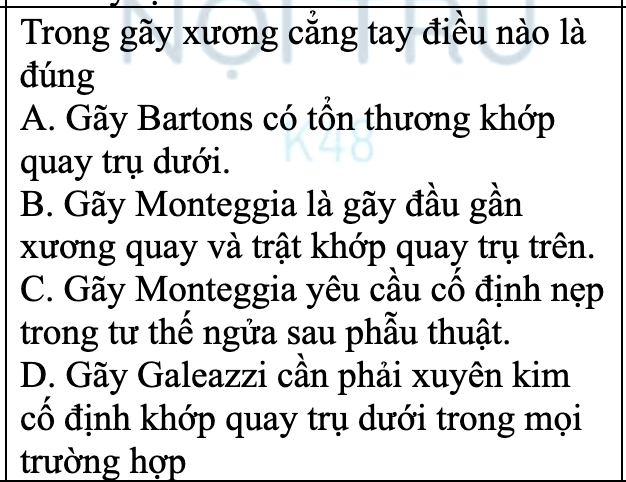 NỘI TRÚ
K48
Trong gãy xương cẳng tay điều nào là
đúng
A. Gãy Bartons có tổn thương khớp
quay trụ dưới.
B. Gãy Monteggia là gãy đầu gần
xương quay và trật khớp quay trụ trên.
C. Gãy Monteggia yêu cầu cố định nẹp
trong tư thế ngửa sau phẫu thuật.
D. Gãy Galeazzi cần phải xuyên kim
cố định khớp quay trụ dưới trong mọi
trường hợp